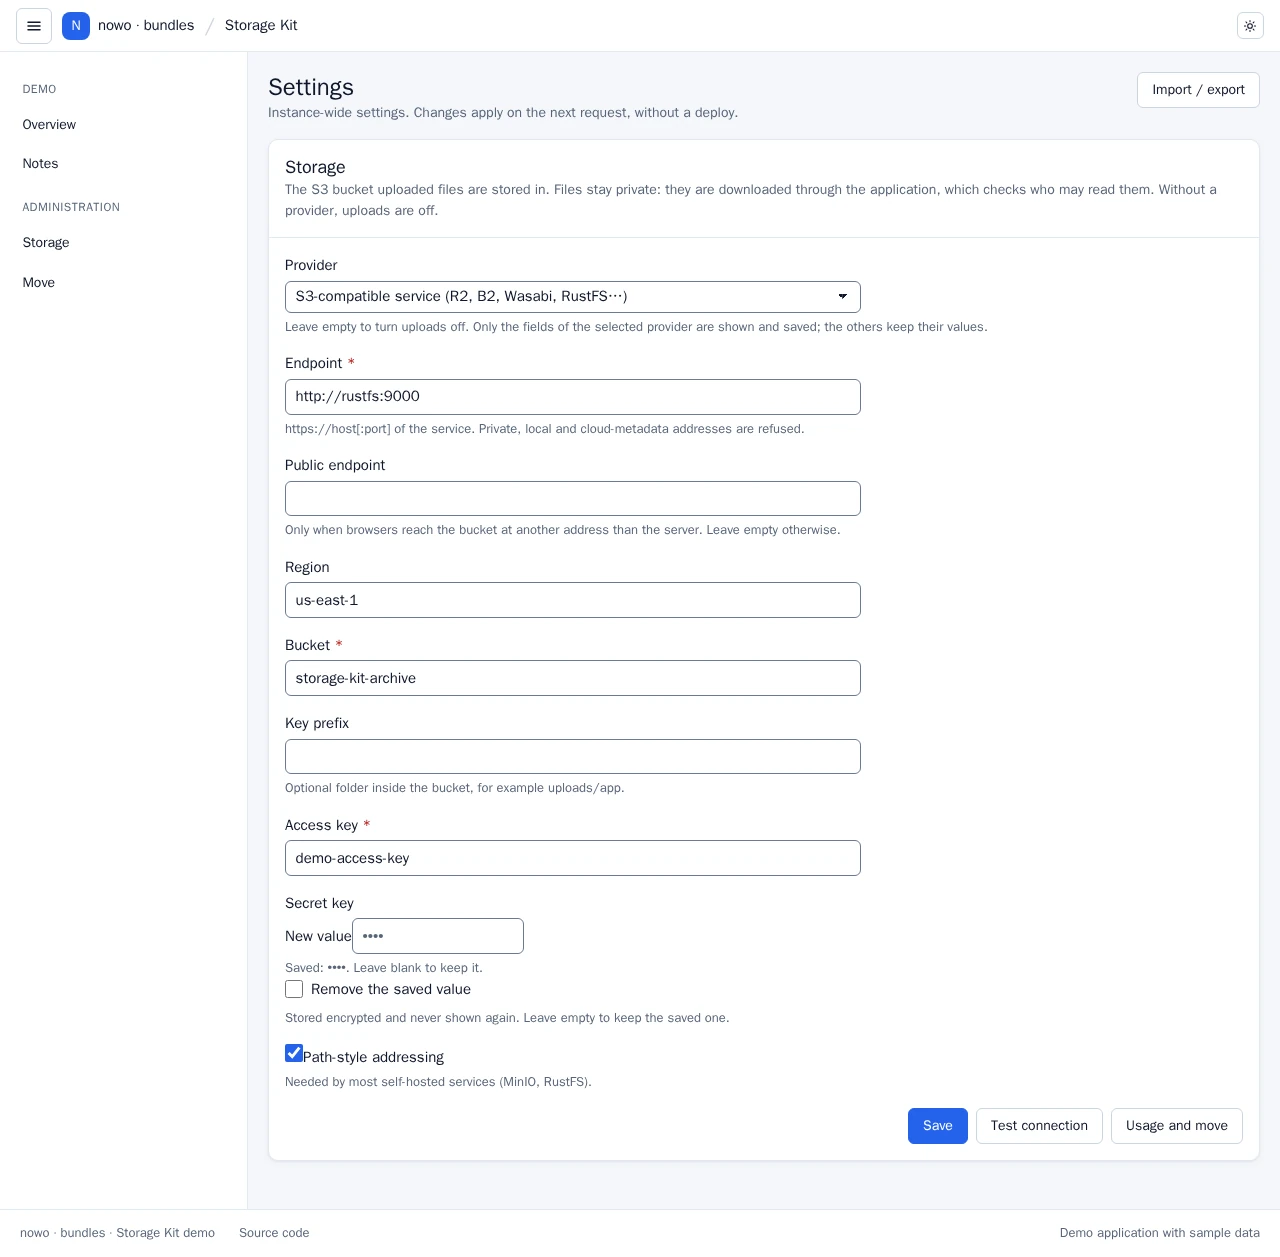 N nowo · bundles / Storage Kit
DEMO
Overview
Notes
ADMINISTRATION
Storage
Move
Settings
Instance-wide settings. Changes apply on the next request, without a deploy.
Import / export
Storage
The S3 bucket uploaded files are stored in. Files stay private: they are downloaded through the application, which checks who may read them. Without a
provider, uploads are off.
Provider
S3-compatible service (R2, B2, Wasabi, RustFS…)
Leave empty to turn uploads off. Only the fields of the selected provider are shown and saved; the others keep their values.
Endpoint *
http://rustfs:9000
https://host[:port] of the service. Private, local and cloud-metadata addresses are refused.
Public endpoint
Only when browsers reach the bucket at another address than the server. Leave empty otherwise.
Region
us-east-1
Bucket *
storage-kit-archive
Key prefix
Optional folder inside the bucket, for example uploads/app.
Access key *
demo-access-key
Secret key
New value ••••
Saved: ••••. Leave blank to keep it.
Remove the saved value
Stored encrypted and never shown again. Leave empty to keep the saved one.
Path-style addressing
Needed by most self-hosted services (MinIO, RustFS).
Save
Test connection
Usage and move
nowo · bundles · Storage Kit demo
Source code
Demo application with sample data